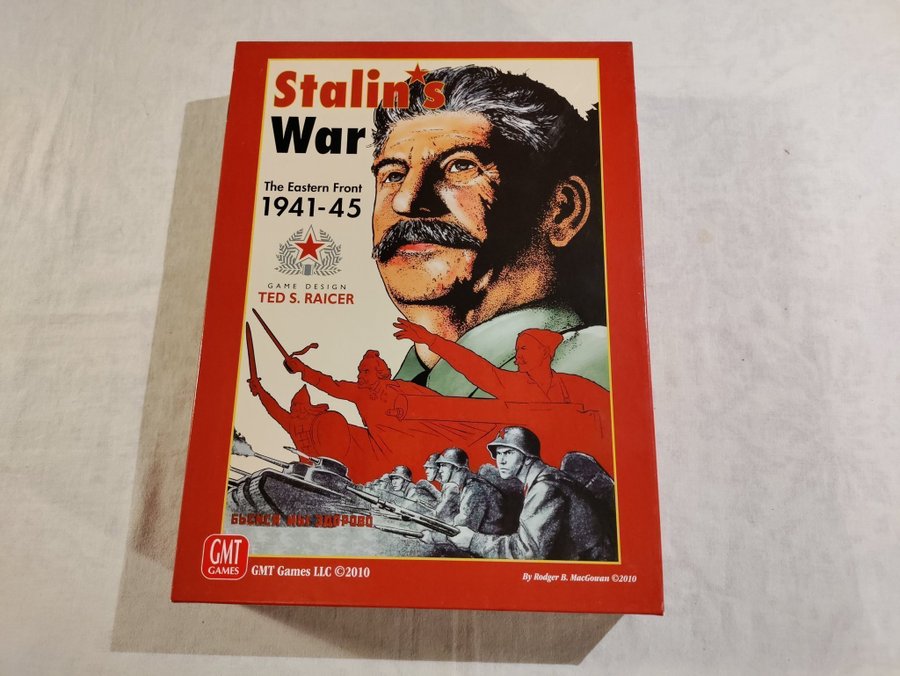 Stalin's
War
The Eastern Front
1941-45
GAME DESIGN
TED S. RAICER
GMT
GAMES
GMT Games LLC ©2010
By Rodger B. MacGowan ©2010